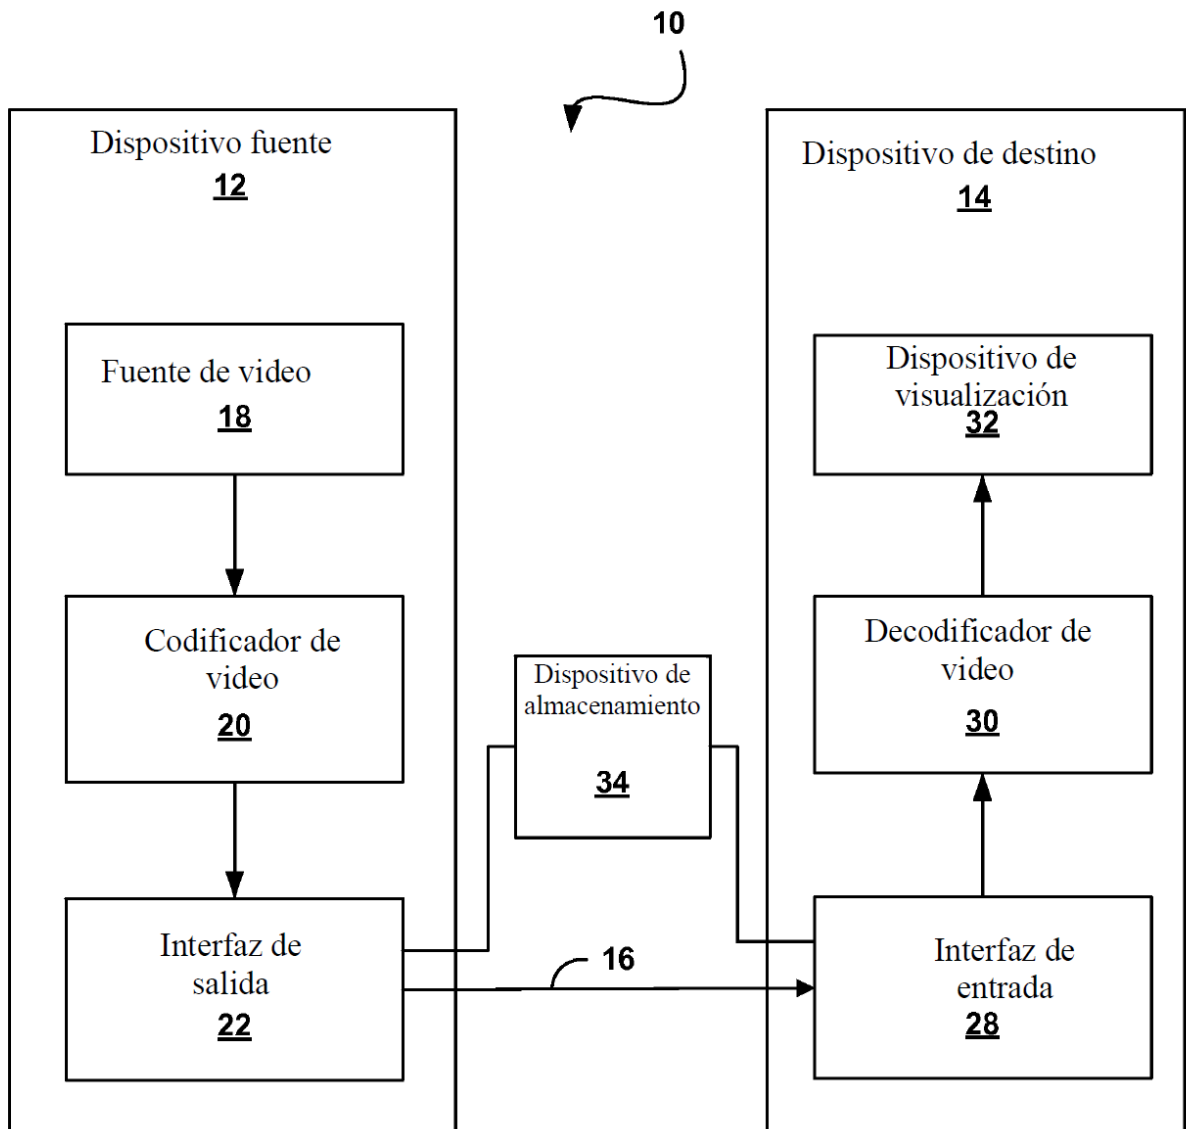 10
Dispositivo fuente
12
Fuente de video
18
Codificador de
video
20
Interfaz de
salida
22
Dispositivo de
almacenamiento
34
16
Dispositivo de destino
14
Dispositivo de
visualización
32
Decodificador de
video
30
Interfaz de
entrada
28